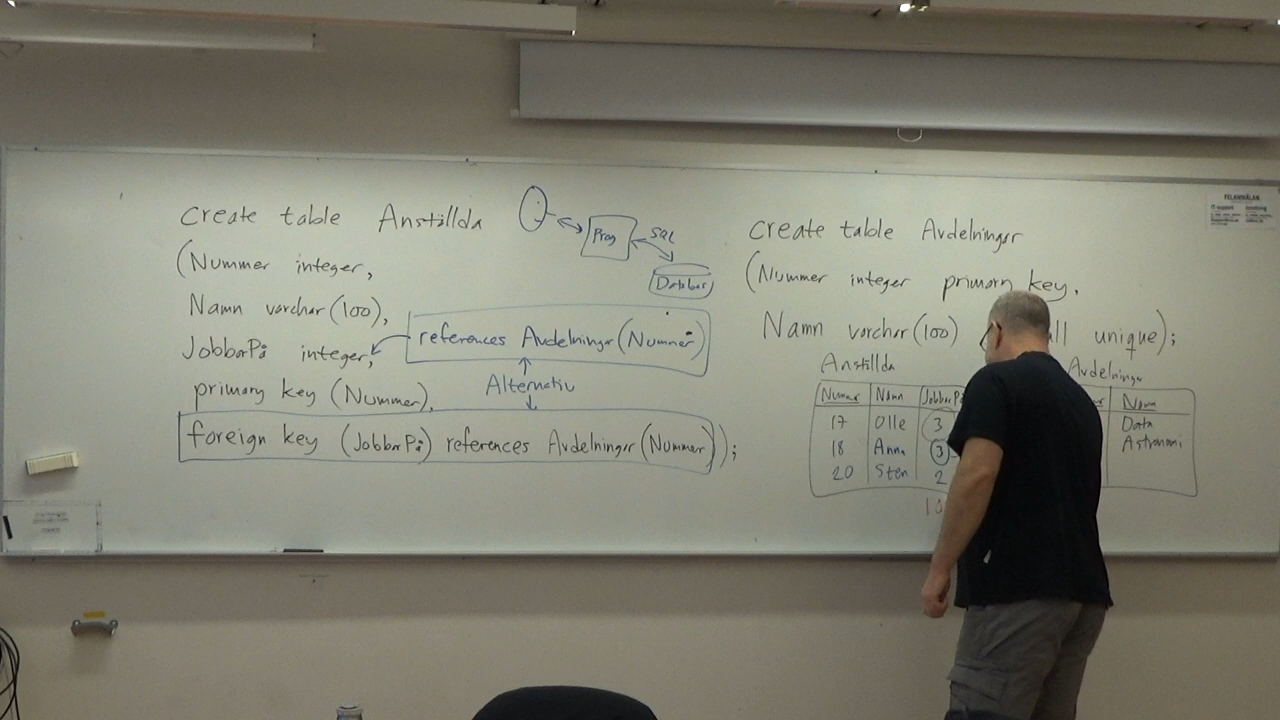 create table Anställda
(Nummer integer,
Namn varchar(100),
JobbarPå integer,
references Avdelningar(Nummer)
Alternativ
primary key (Nummer),
foreign key (JobbarPå) references Avdelningar(Nummer));
Prog
SQL
Databas
create table Avdelningar
(Nummer integer primary key,
Namn varchar(100) unique);
Anställda
Nummer Namn JobbarPå
17 Olle 3
18 Anna 3
20 Sten 2
Avdelningar
Namn
Data
Astronomi
FELANMÄLAN